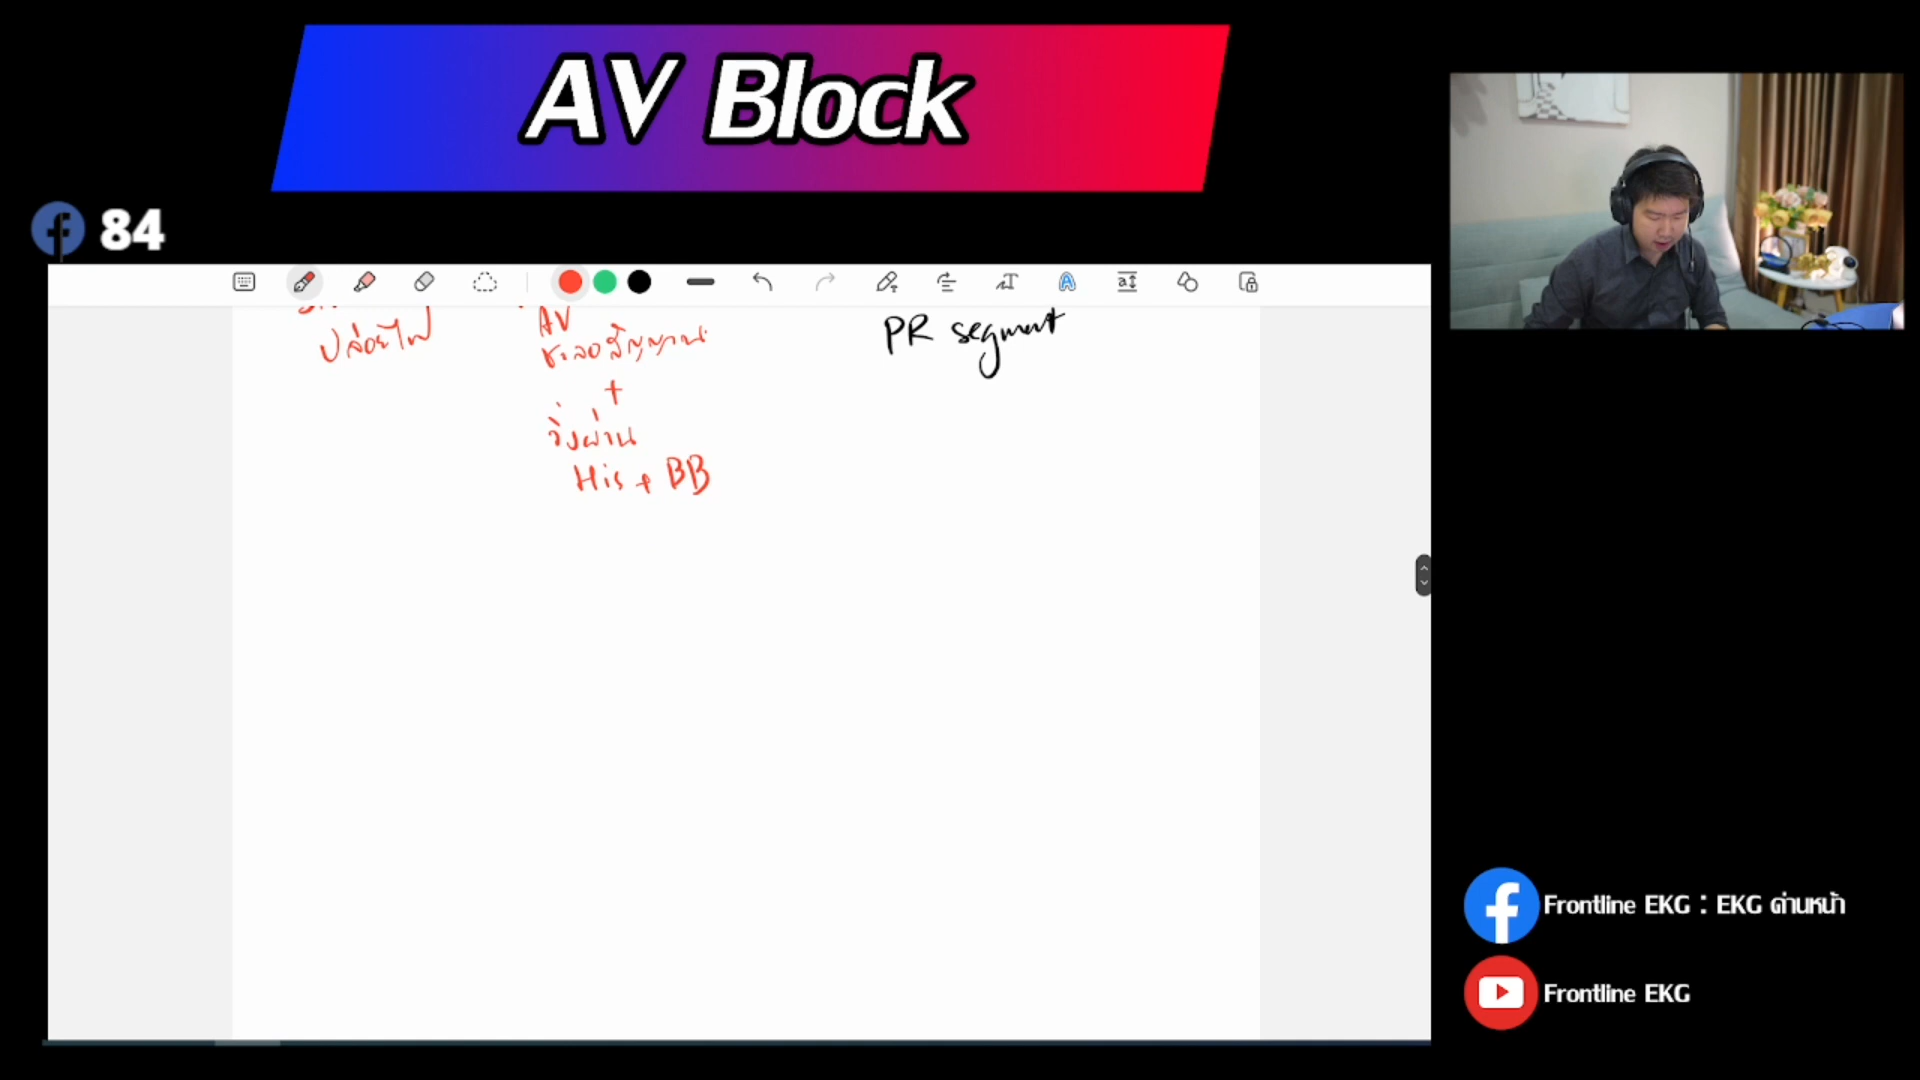 AV Block
84
ปล่อยไฟ
AV
ชะลอสัญญาณ
+
วิ่งผ่าน
His + BB
PR segment
Frontline EKG : EKG ด่านหน้า
Frontline EKG